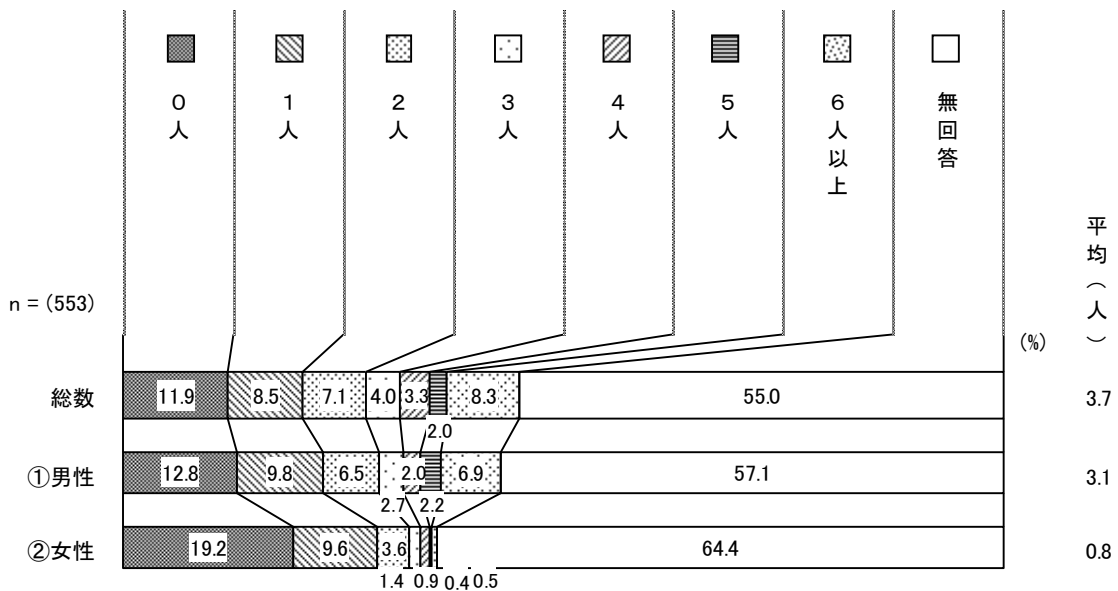 0人
1人
2人
3人
4人
5人
6人以上
無回答
平均(人)
n = (553)
(%)
総数 11.9 8.5 7.1 4.0 3.3 8.3 55.0 3.7
2.0
①男性 12.8 9.8 6.5 2.0 6.9 57.1 3.1
2.7 2.2
②女性 19.2 9.6 3.6 64.4 0.8
1.4 0.9 0.4 0.5